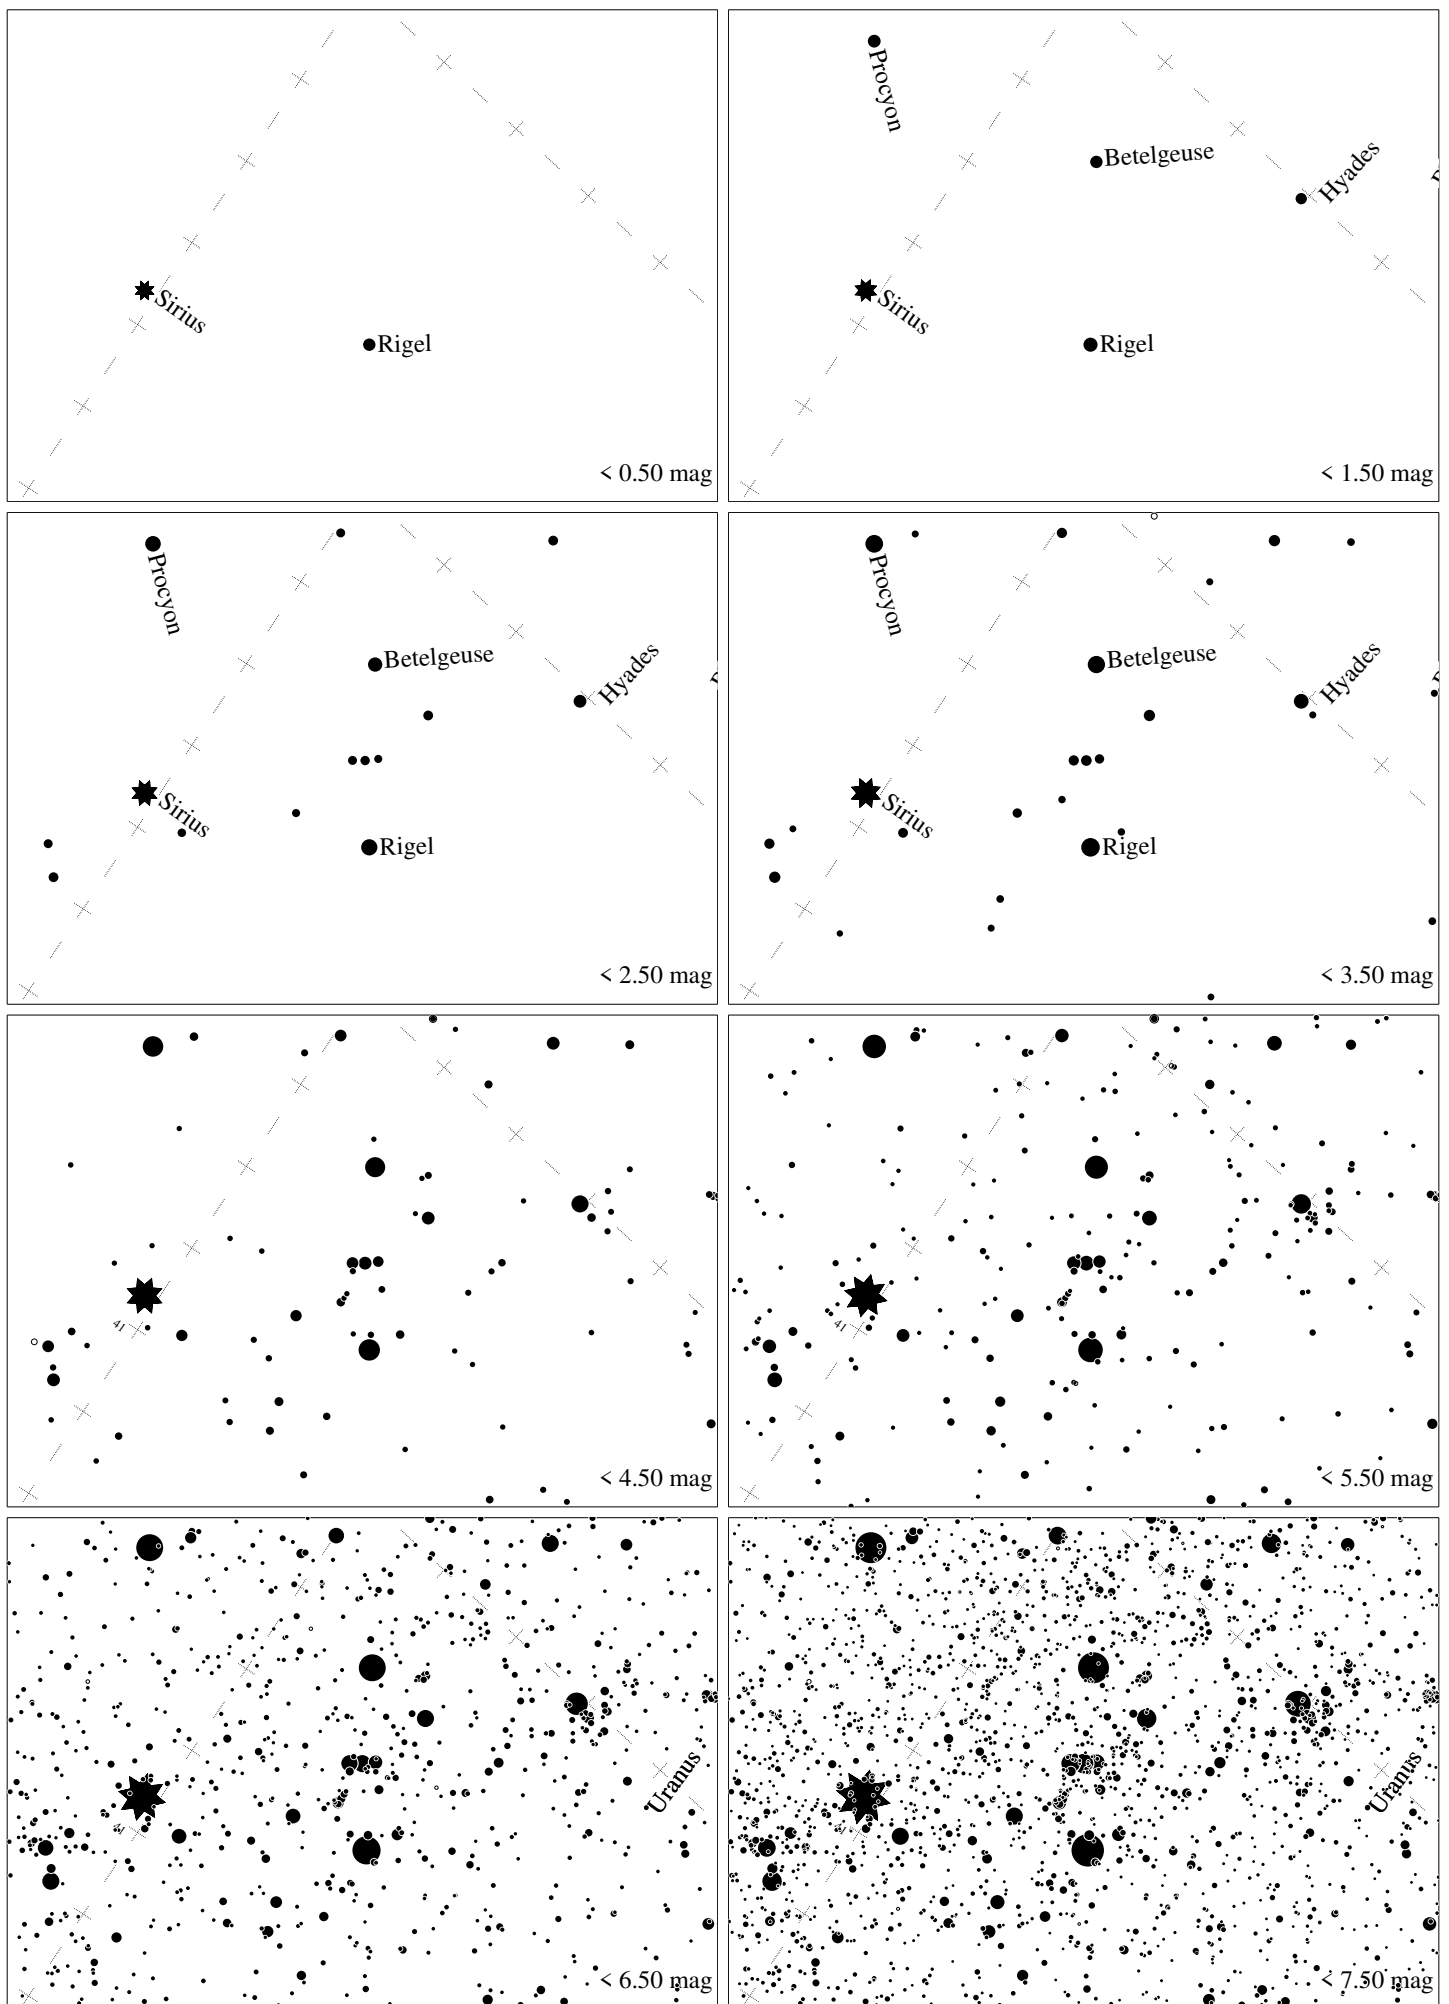 Sirius
Rigel
< 0.50 mag
Procyon
Betelgeuse
Hyades
Sirius
Rigel
< 1.50 mag
Procyon
Betelgeuse
Hyades
Sirius
Rigel
< 2.50 mag
Procyon
Betelgeuse
Hyades
Sirius
Rigel
< 3.50 mag
41
< 4.50 mag
41
< 5.50 mag
Uranus
< 6.50 mag
Uranus
< 7.50 mag